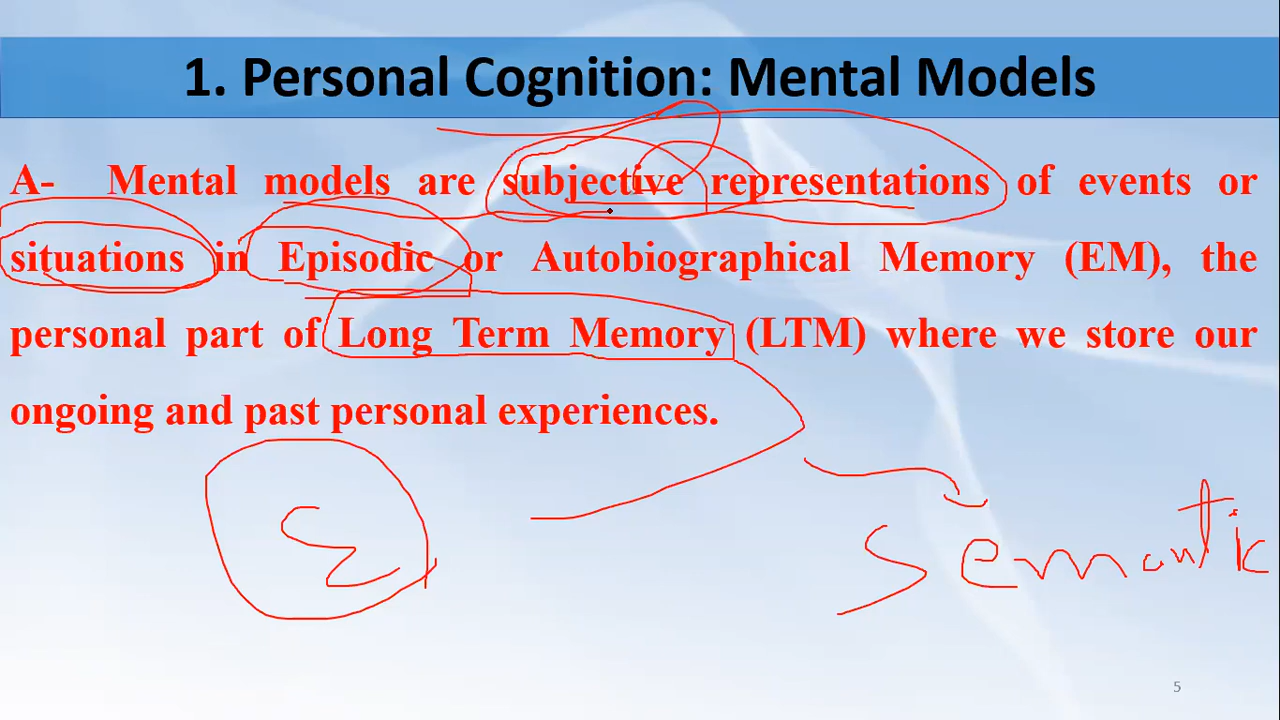 1. Personal Cognition: Mental Models
A- Mental models are subjective representations of events or
situations in Episodic or Autobiographical Memory (EM), the
personal part of Long Term Memory (LTM) where we store our
ongoing and past personal experiences.
Semantic
5